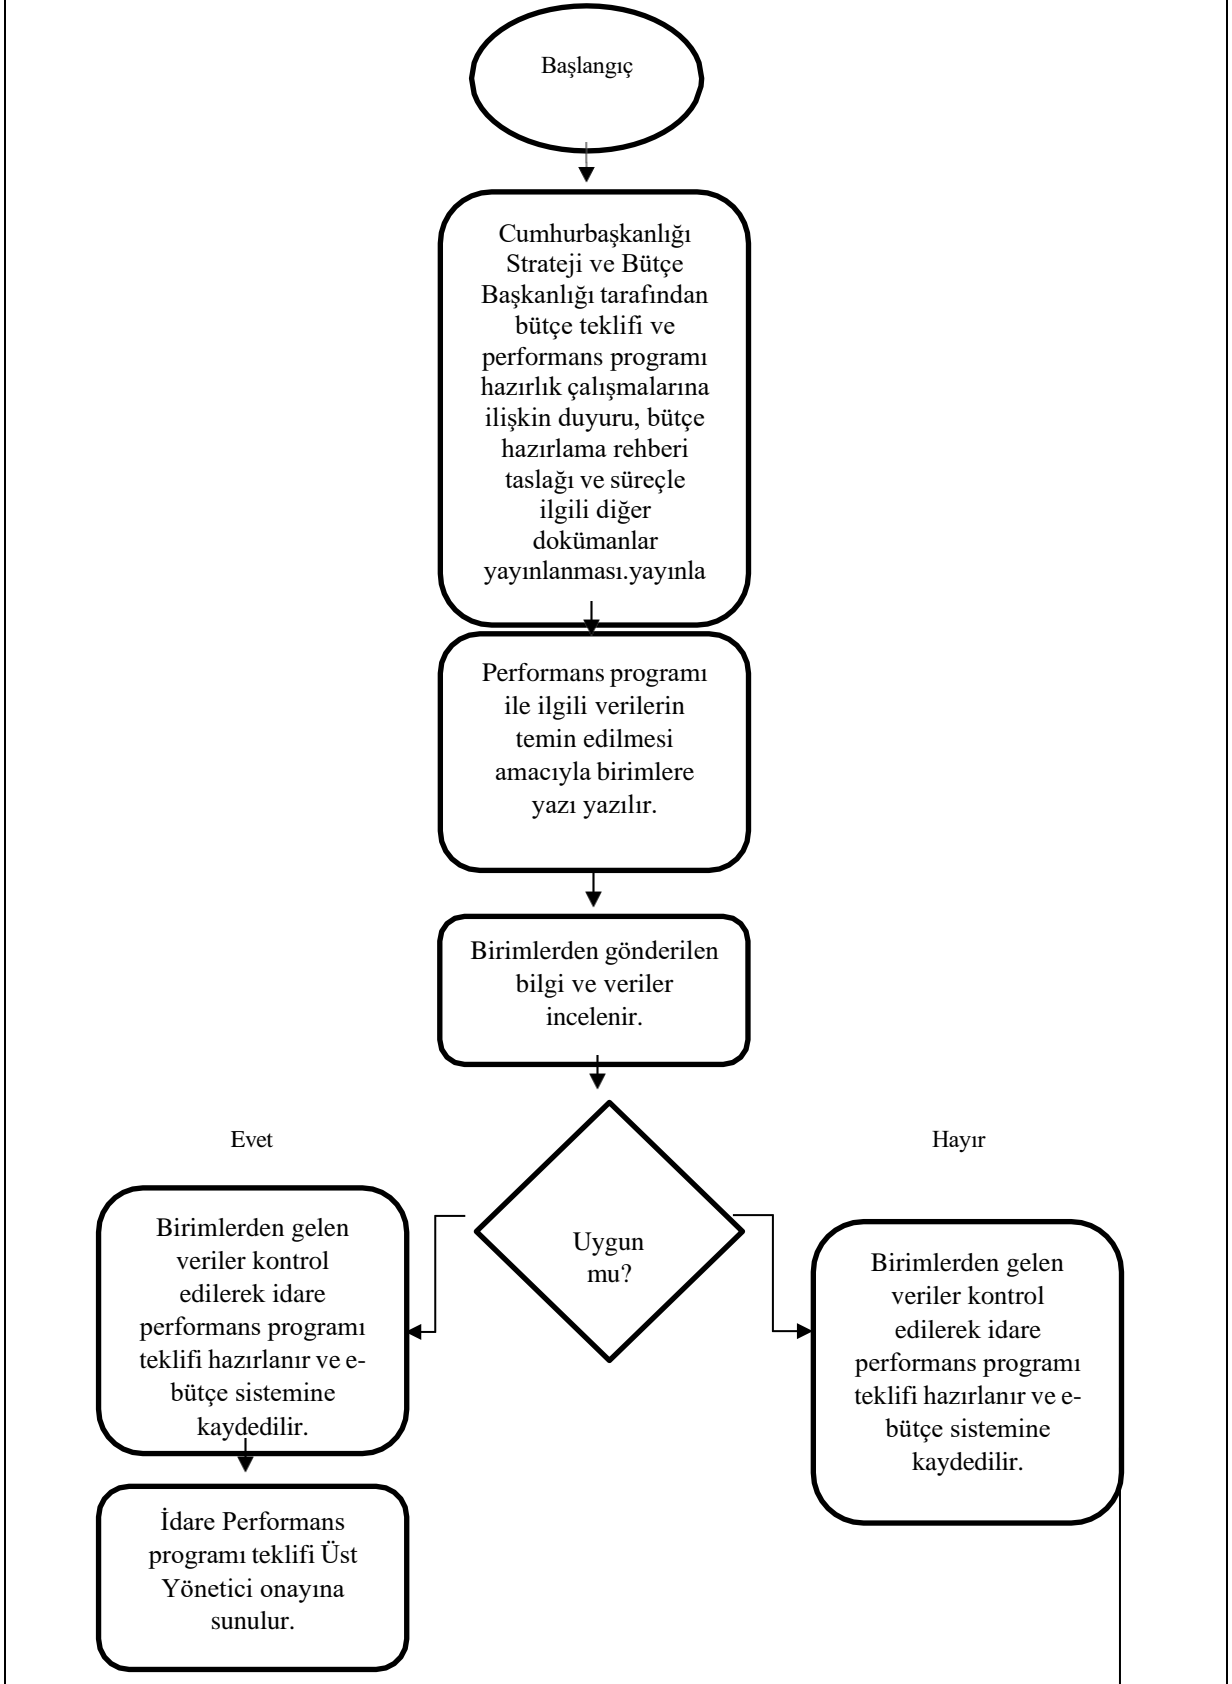 Başlangıç
Cumhurbaşkanlığı
Strateji ve Bütçe
Başkanlığı tarafından
bütçe teklifi ve
performans programı
hazırlık çalışmalarına
ilişkin duyuru, bütçe
hazırlama rehberi
taslağı ve süreçle
ilgili diğer
dokümanlar
yayınlanması.yayınla
Performans programı
ile ilgili verilerin
temin edilmesi
amacıyla birimlere
yazı yazılır.
Birimlerden gönderilen
bilgi ve veriler
incelenir.
Uygun
mu?
Evet
Birimlerden gelen
veriler kontrol
edilerek idare
performans programı
teklifi hazırlanır ve e-
bütçe sistemine
kaydedilir.
İdare Performans
programı teklifi Üst
Yönetici onayına
sunulur.
Hayır
Birimlerden gelen
veriler kontrol
edilerek idare
performans programı
teklifi hazırlanır ve e-
bütçe sistemine
kaydedilir.